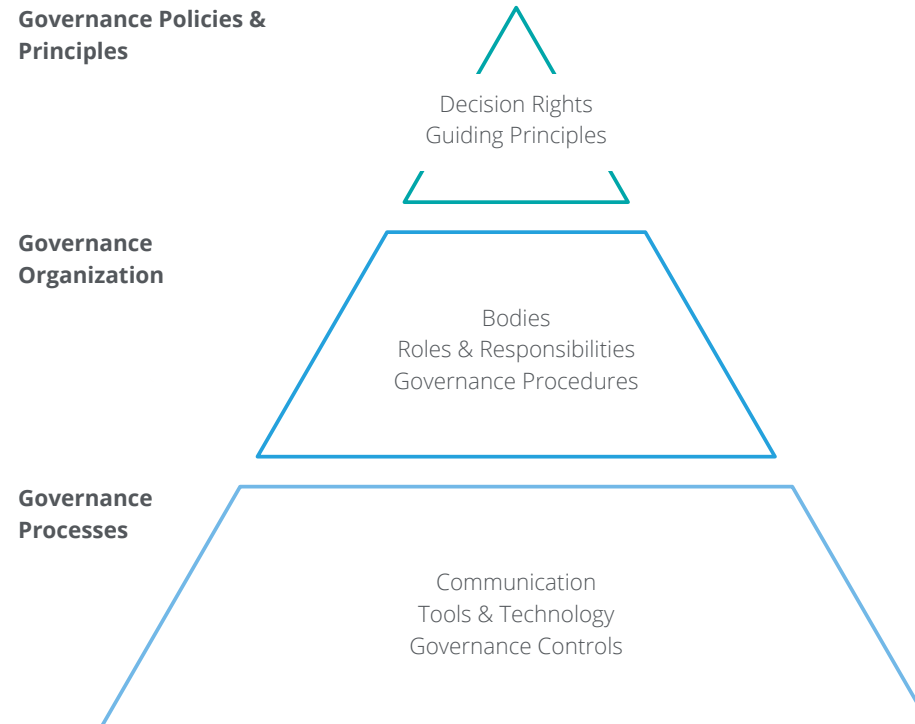 Governance Policies &
Principles
Decision Rights
Guiding Principles
Governance
Organization
Bodies
Roles & Responsibilities
Governance Procedures
Governance
Processes
Communication
Tools & Technology
Governance Controls